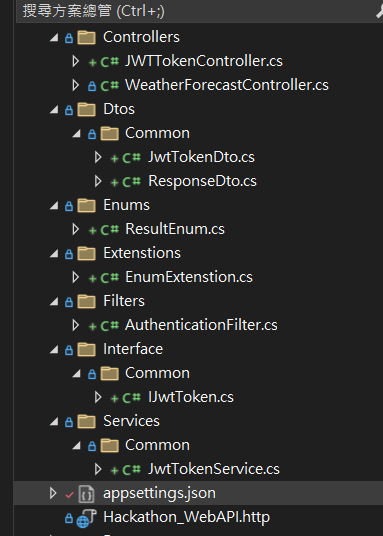 搜尋方案總管 (Ctrl+;)
Controllers
C# JWTTokenController.cs
C# WeatherForecastController.cs
Dtos
Common
C# JwtTokenDto.cs
C# ResponseDto.cs
Enums
C# ResultEnum.cs
Extenstions
C# EnumExtenstion.cs
Filters
C# AuthenticationFilter.cs
Interface
Common
C# IJwtToken.cs
Services
Common
C# JwtTokenService.cs
appsettings.json
Hackathon_WebAPI.http